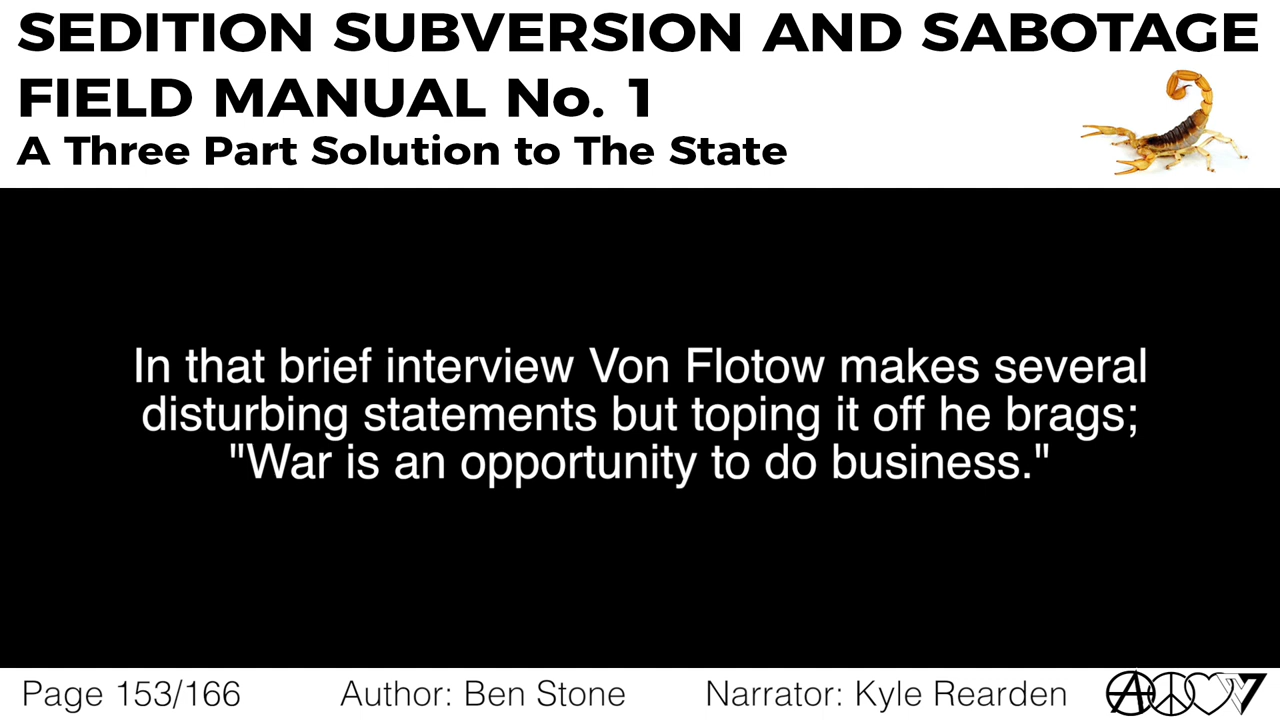 SEDITION SUBVERSION AND SABOTAGE
FIELD MANUAL No. 1
A Three Part Solution to The State
In that brief interview Von Flotow makes several
disturbing statements but toping it off he brags;
"War is an opportunity to do business."
Page 153/166 Author: Ben Stone Narrator: Kyle Rearden